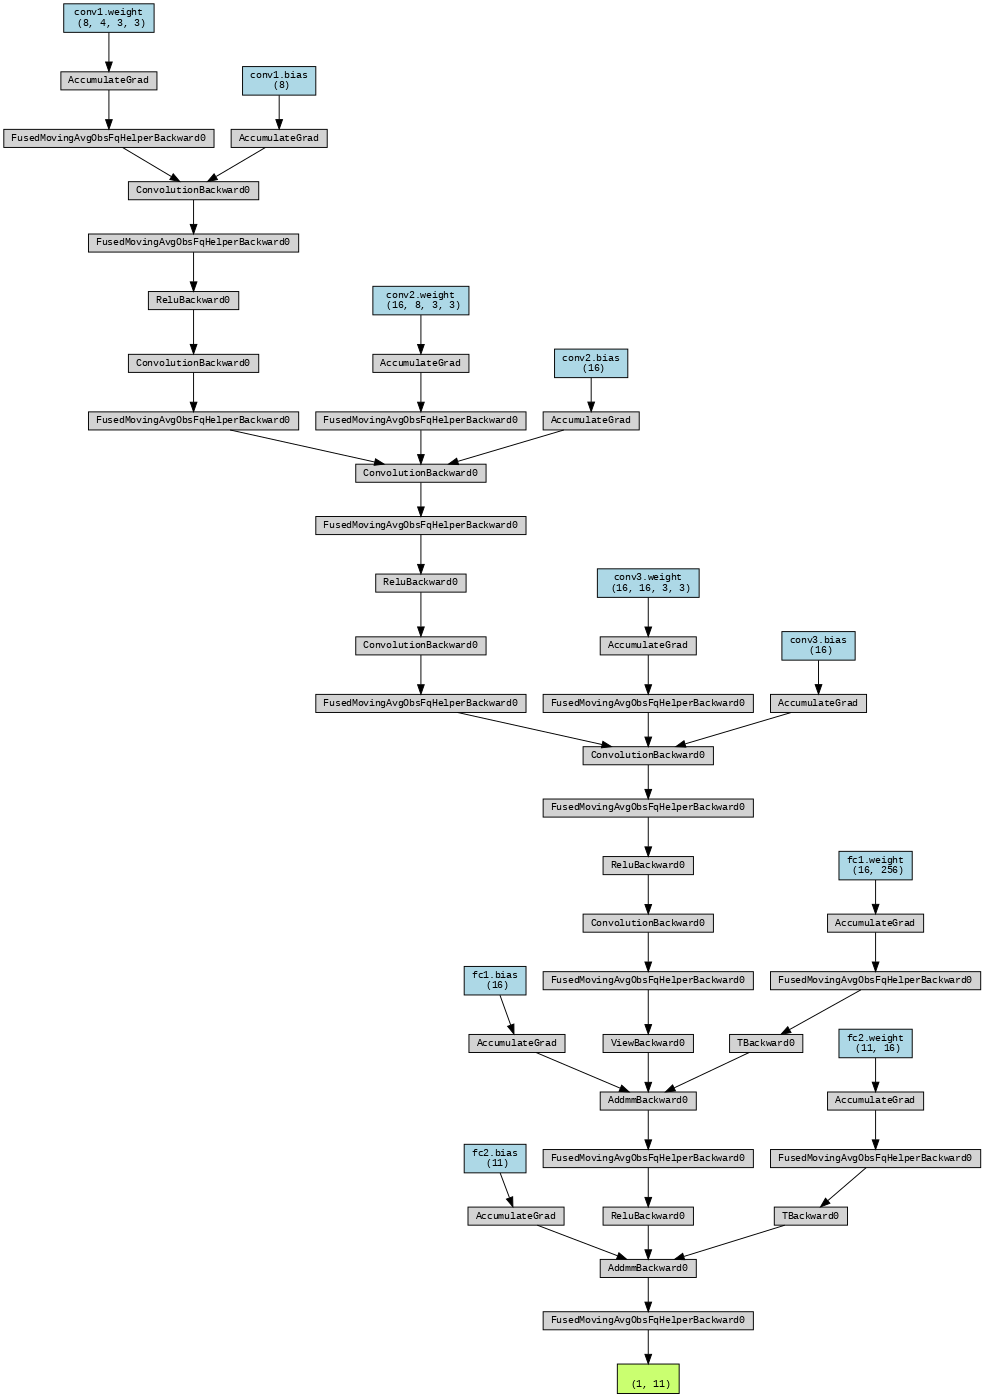 conv1.weight
(8, 4, 3, 3)
AccumulateGrad
conv1.bias
(8)
FusedMovingAvgObsFqHelperBackward0
AccumulateGrad
ConvolutionBackward0
FusedMovingAvgObsFqHelperBackward0
ReluBackward0
conv2.weight
(16, 8, 3, 3)
ConvolutionBackward0
AccumulateGrad
conv2.bias
(16)
FusedMovingAvgObsFqHelperBackward0
FusedMovingAvgObsFqHelperBackward0
AccumulateGrad
ConvolutionBackward0
FusedMovingAvgObsFqHelperBackward0
ReluBackward0
conv3.weight
(16, 16, 3, 3)
ConvolutionBackward0
AccumulateGrad
conv3.bias
(16)
FusedMovingAvgObsFqHelperBackward0
FusedMovingAvgObsFqHelperBackward0
AccumulateGrad
ConvolutionBackward0
FusedMovingAvgObsFqHelperBackward0
ReluBackward0
fc1.weight
(16, 256)
ConvolutionBackward0
AccumulateGrad
fc1.bias
(16)
FusedMovingAvgObsFqHelperBackward0
FusedMovingAvgObsFqHelperBackward0
AccumulateGrad
ViewBackward0
TBackward0
fc2.weight
(11, 16)
AddmmBackward0
AccumulateGrad
fc2.bias
(11)
FusedMovingAvgObsFqHelperBackward0
FusedMovingAvgObsFqHelperBackward0
AccumulateGrad
ReluBackward0
TBackward0
AddmmBackward0
FusedMovingAvgObsFqHelperBackward0
(1, 11)